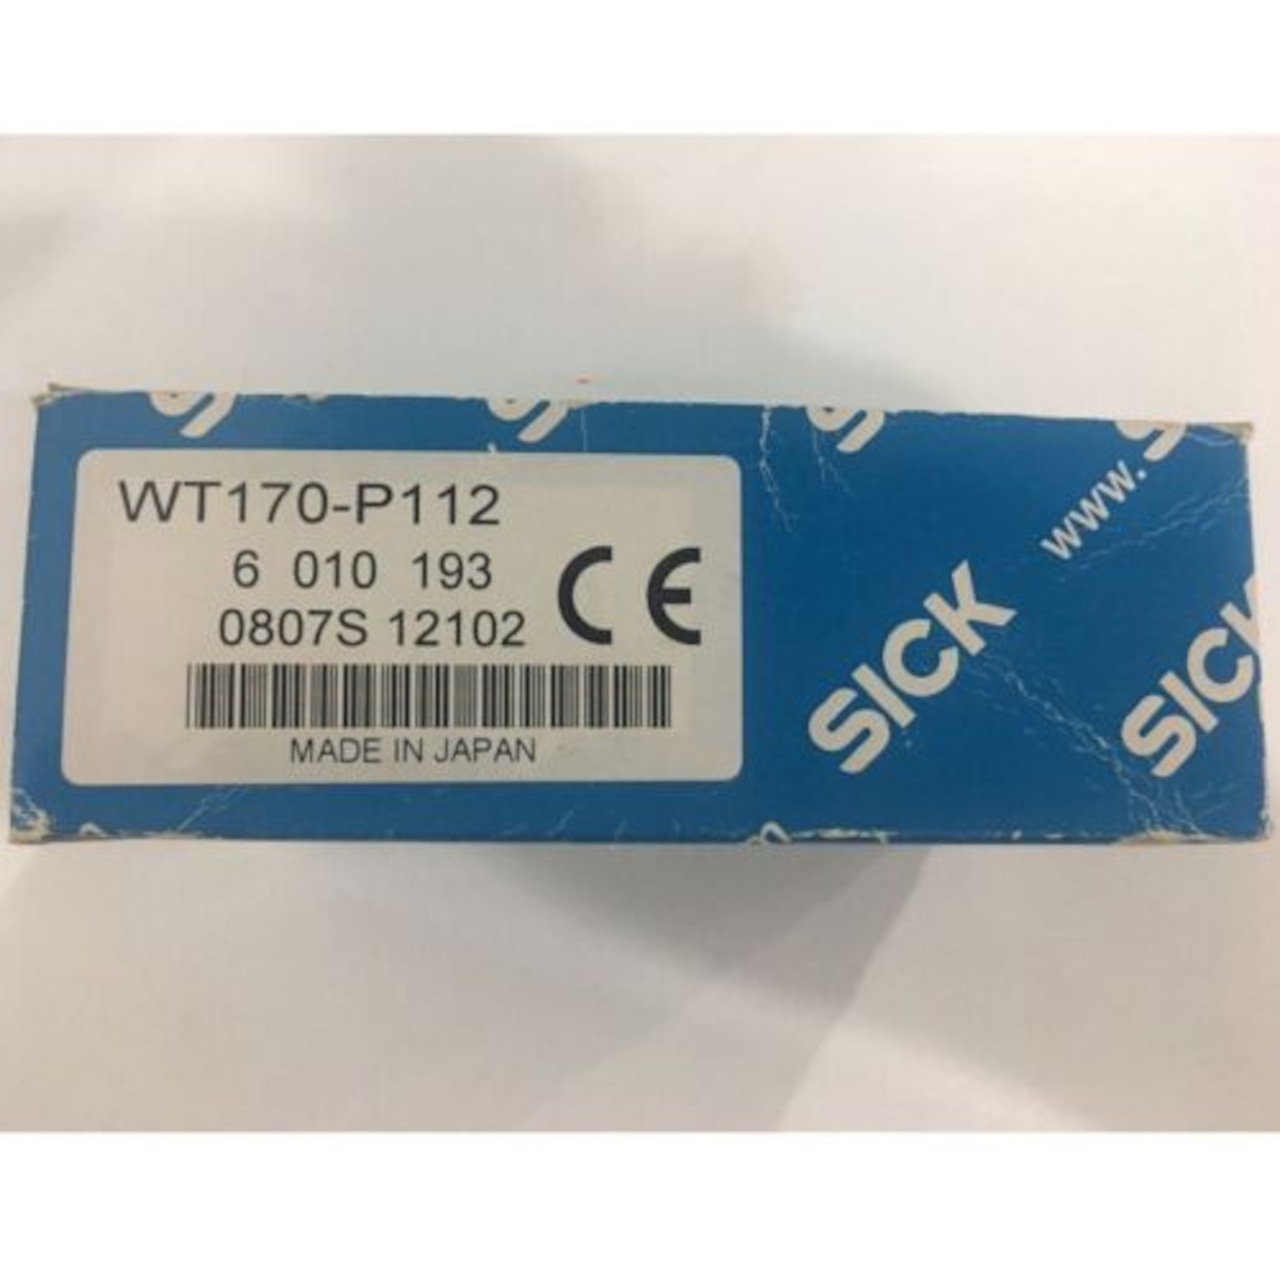 WT170-P112
6 010 193
0807S 12102
CE
MADE IN JAPAN
www.
SICK
SICK